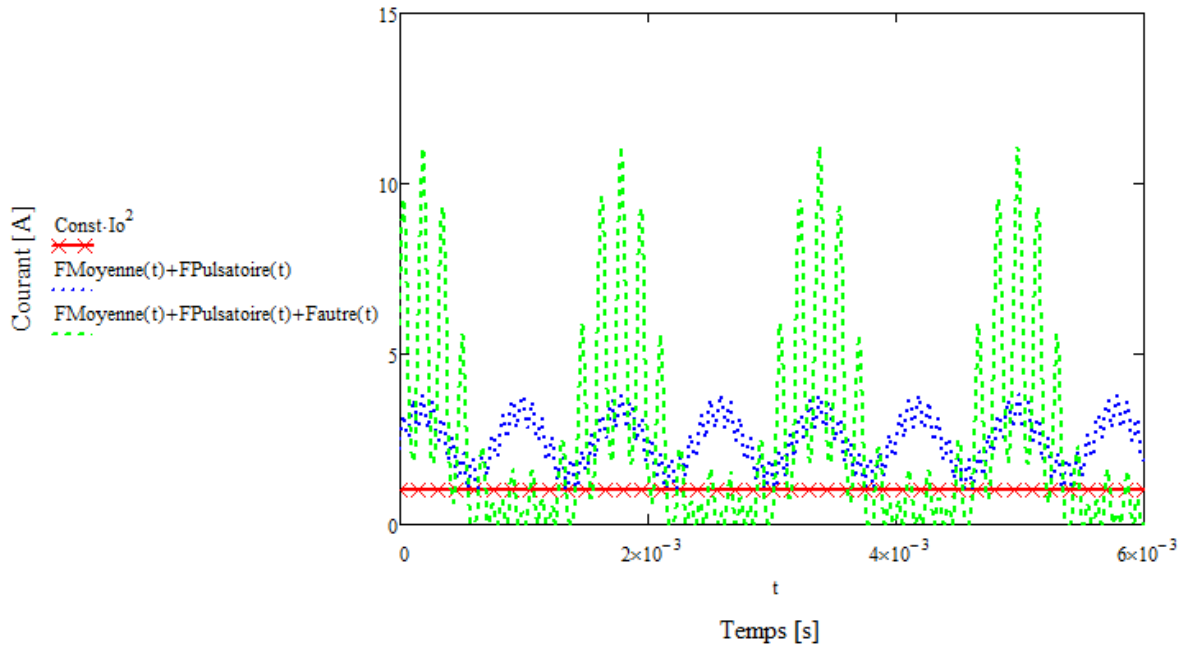 15
10
5
0
Courant [A]
Const·Io²
FMoyenne(t)+FPulsatoire(t)
FMoyenne(t)+FPulsatoire(t)+Fautre(t)
0 2×10⁻³ 4×10⁻³ 6×10⁻³
t
Temps [s]